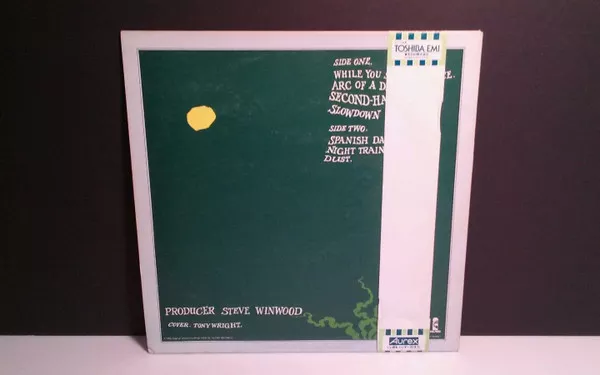 TOSHIBA EMI
SIDE ONE.
WHILE YOU
ARC OF A
SECOND-HA
SLOWDOWN
SIDE TWO.
SPANISH DA
NIGHT TRAIN
DUST.
PRODUCER STEVE WINWOOD
COVER: TONY WRIGHT.
Aurex